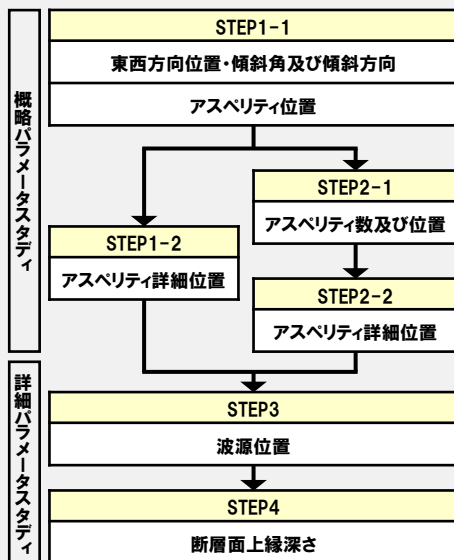 概略パラメータスタディ
STEP1-1
東西方向位置・傾斜角及び傾斜方向
アスペリティ位置
STEP1-2
アスペリティ詳細位置
STEP2-1
アスペリティ数及び位置
STEP2-2
アスペリティ詳細位置
詳細パラメータスタディ
STEP3
波源位置
STEP4
断層面上縁深さ